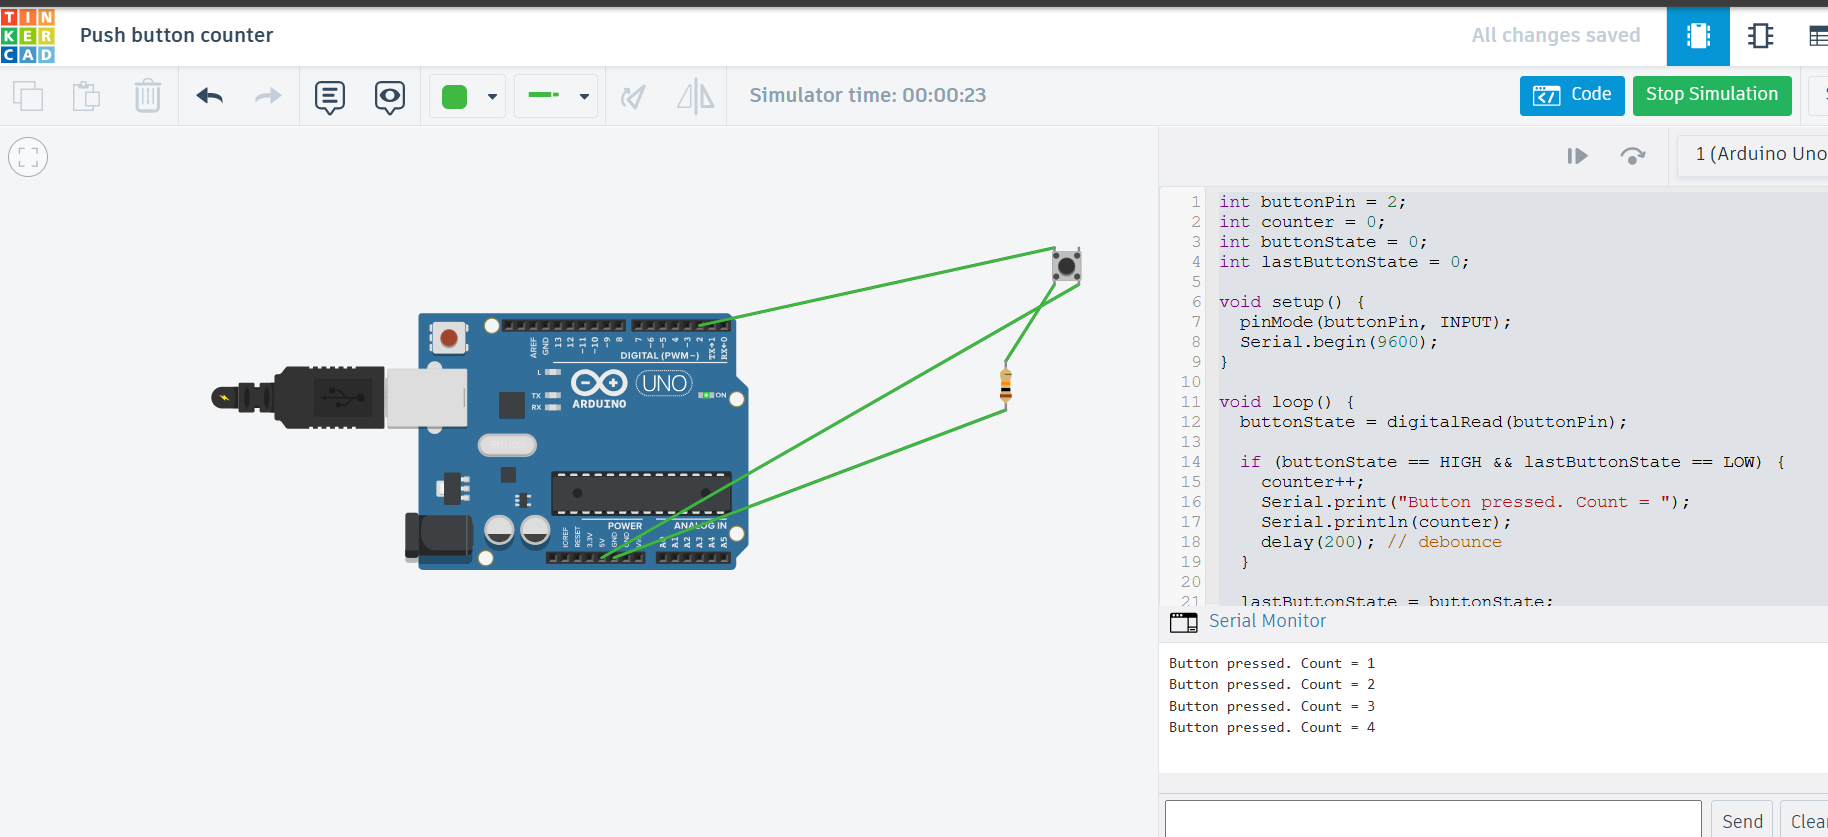 TIN
KER
CAD
Push button counter
All changes saved
Simulator time: 00:00:23
Code
Stop Simulation
1 (Arduino Uno
1 int buttonPin = 2;
2 int counter = 0;
3 int buttonState = 0;
4 int lastButtonState = 0;
5
6 void setup() {
7 pinMode(buttonPin, INPUT);
8 Serial.begin(9600);
9 }
10
11 void loop() {
12 buttonState = digitalRead(buttonPin);
13
14 if (buttonState == HIGH && lastButtonState == LOW) {
15 counter++;
16 Serial.print("Button pressed. Count = ");
17 Serial.println(counter);
18 delay(200); // debounce
19 }
20
21 lastButtonState = buttonState;
Serial Monitor
Button pressed. Count = 1
Button pressed. Count = 2
Button pressed. Count = 3
Button pressed. Count = 4
Send
Clear
AREF GND 13 12 ~11 ~10 ~9 8 7 ~6 ~5 4 ~3 2 TX→1 RX←0
DIGITAL (PWM~)
L
TX
RX
UNO
ARDUINO
ON
POWER
ANALOG IN
IOREF RESET 3.3V 5V GND GND Vin A0 A1 A2 A3 A4 A5